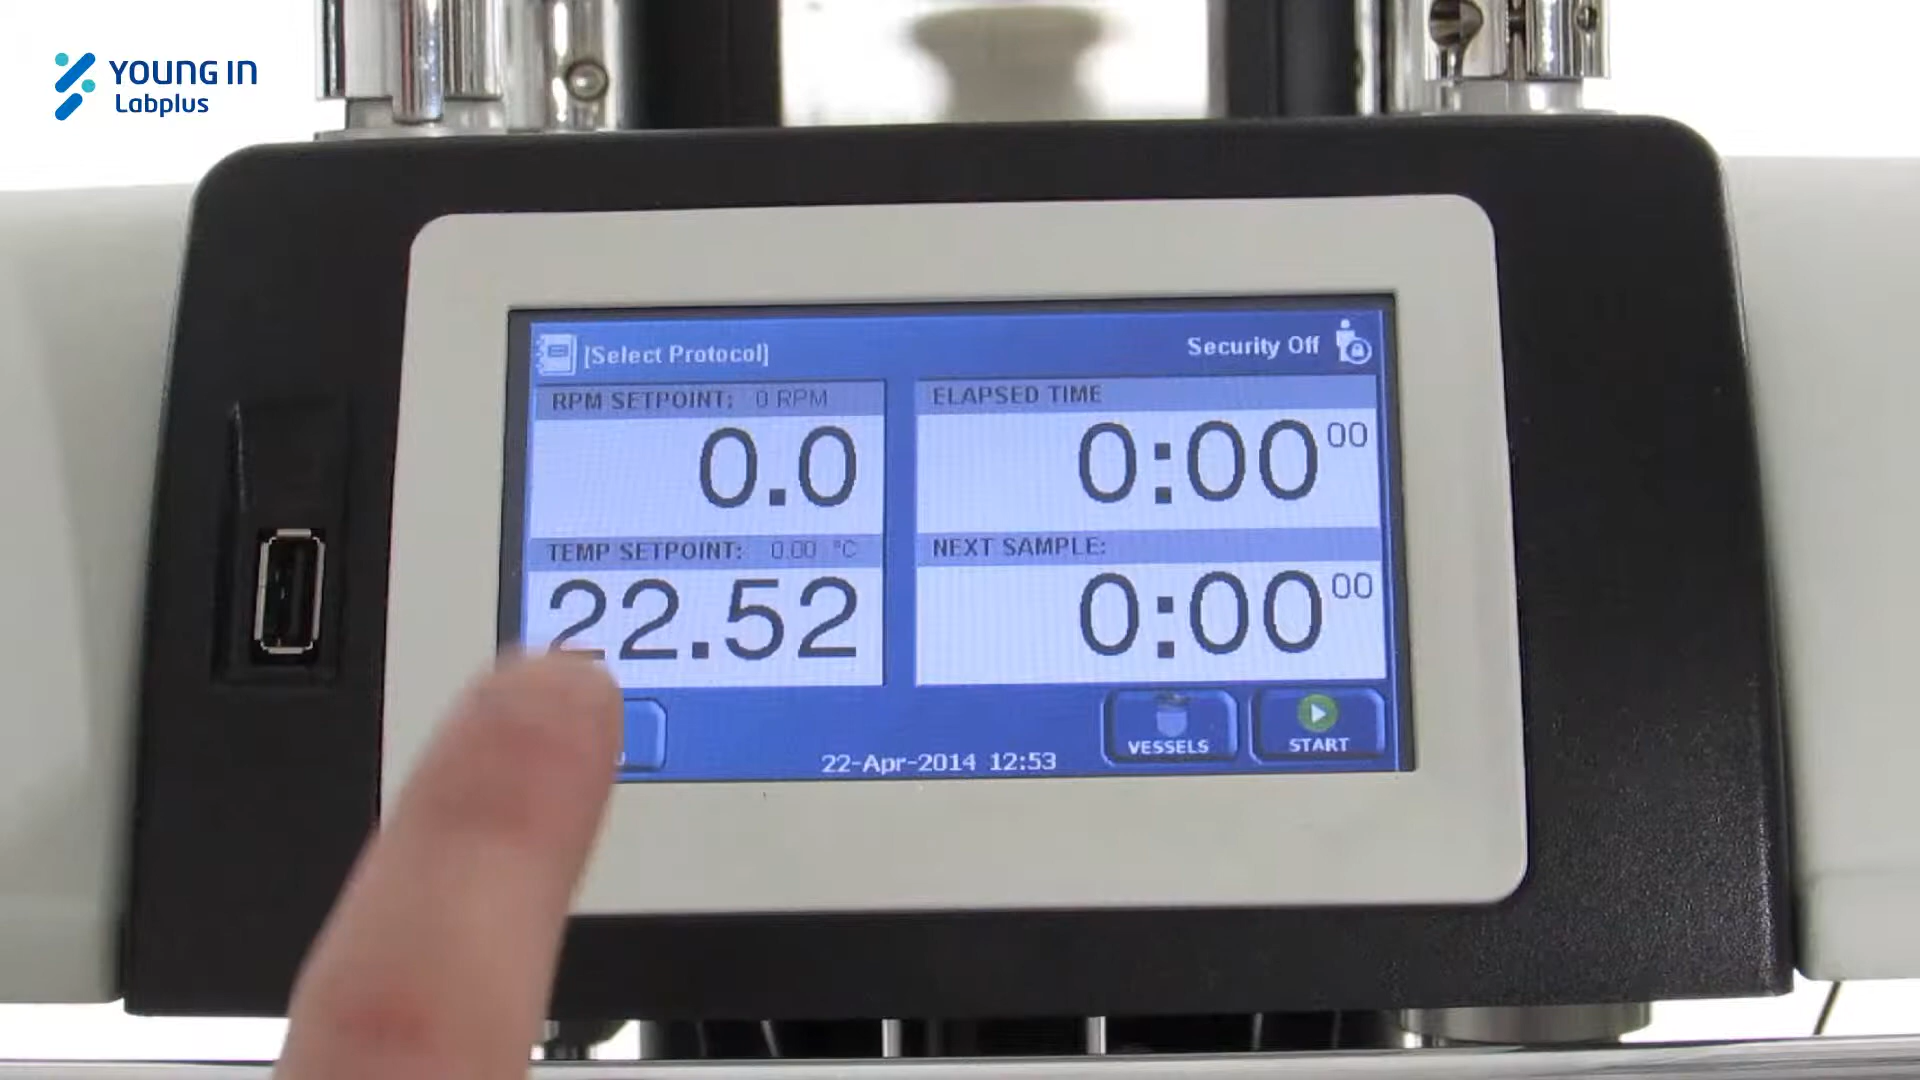 YOUNG IN
Labplus
[Select Protocol]
Security Off
RPM SETPOINT: 0 RPM
0.0
ELAPSED TIME
0:00 00
TEMP SETPOINT: 0.00 °C
22.52
NEXT SAMPLE:
0:00 00
VESSELS
START
22-Apr-2014 12:53